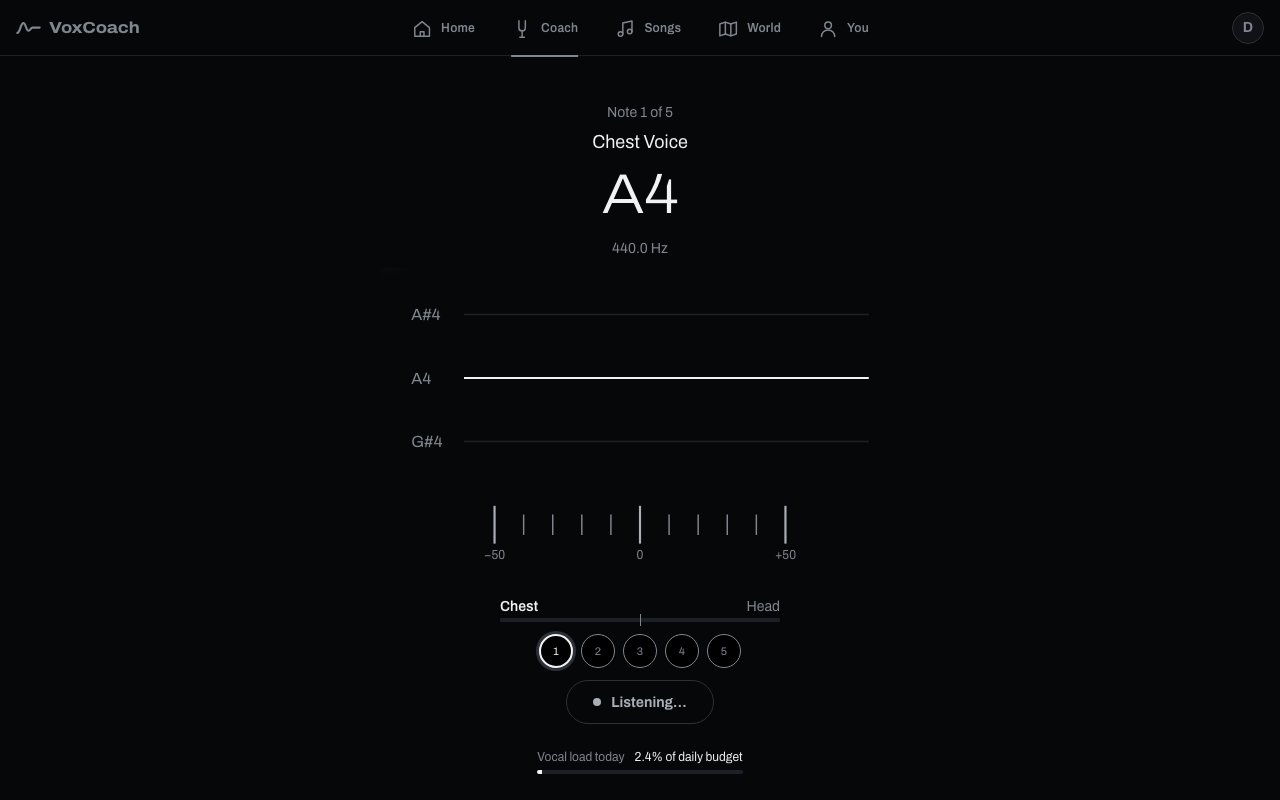 VoxCoach
Home
Coach
Songs
World
You
D
Note 1 of 5
Chest Voice
A4
440.0 Hz
A#4
A4
G#4
−50
0
+50
Chest
Head
1
2
3
4
5
Listening...
Vocal load today 2.4% of daily budget